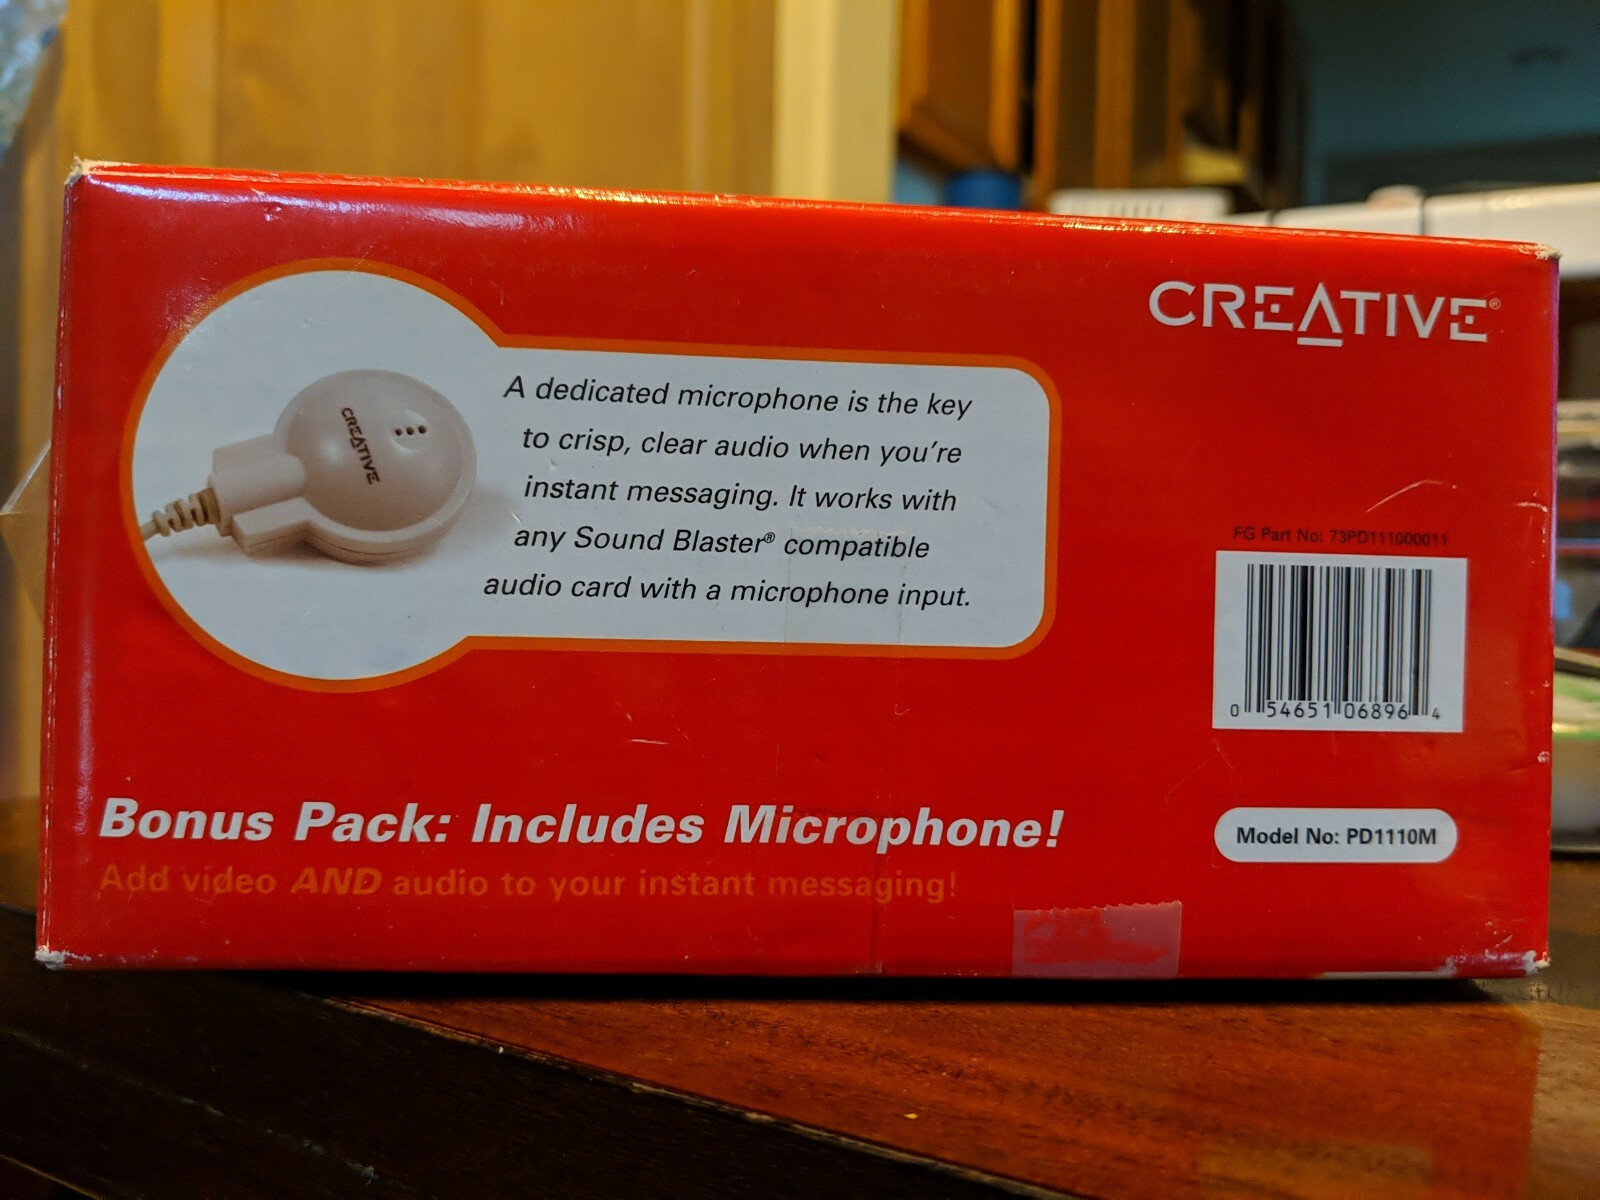 CREATIVE®
CREATIVE
A dedicated microphone is the key
to crisp, clear audio when you're
instant messaging. It works with
any Sound Blaster® compatible
audio card with a microphone input.
FG Part No: 73PD111000011
0 54651 06896 4
Bonus Pack: Includes Microphone!
Add video AND audio to your instant messaging!
Model No: PD1110M